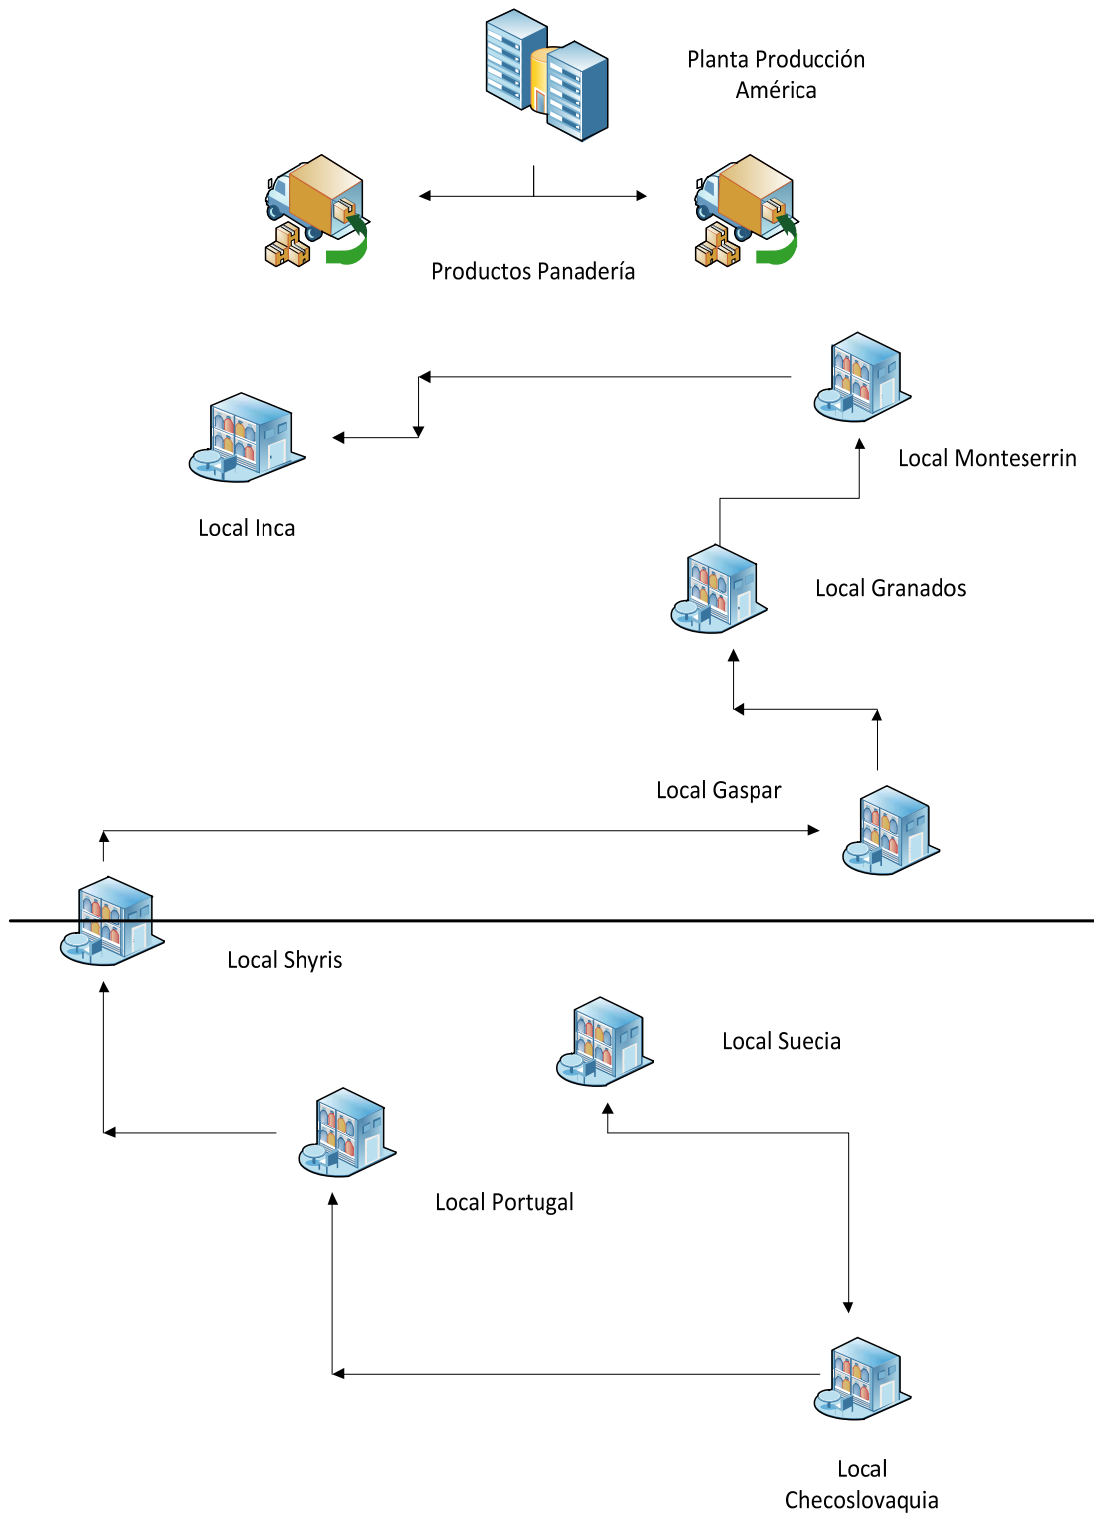 Planta Producción
América
Productos Panadería
Local Monteserrin
Local Inca
Local Granados
Local Gaspar
Local Shyris
Local Suecia
Local Portugal
Local
Checoslovaquia